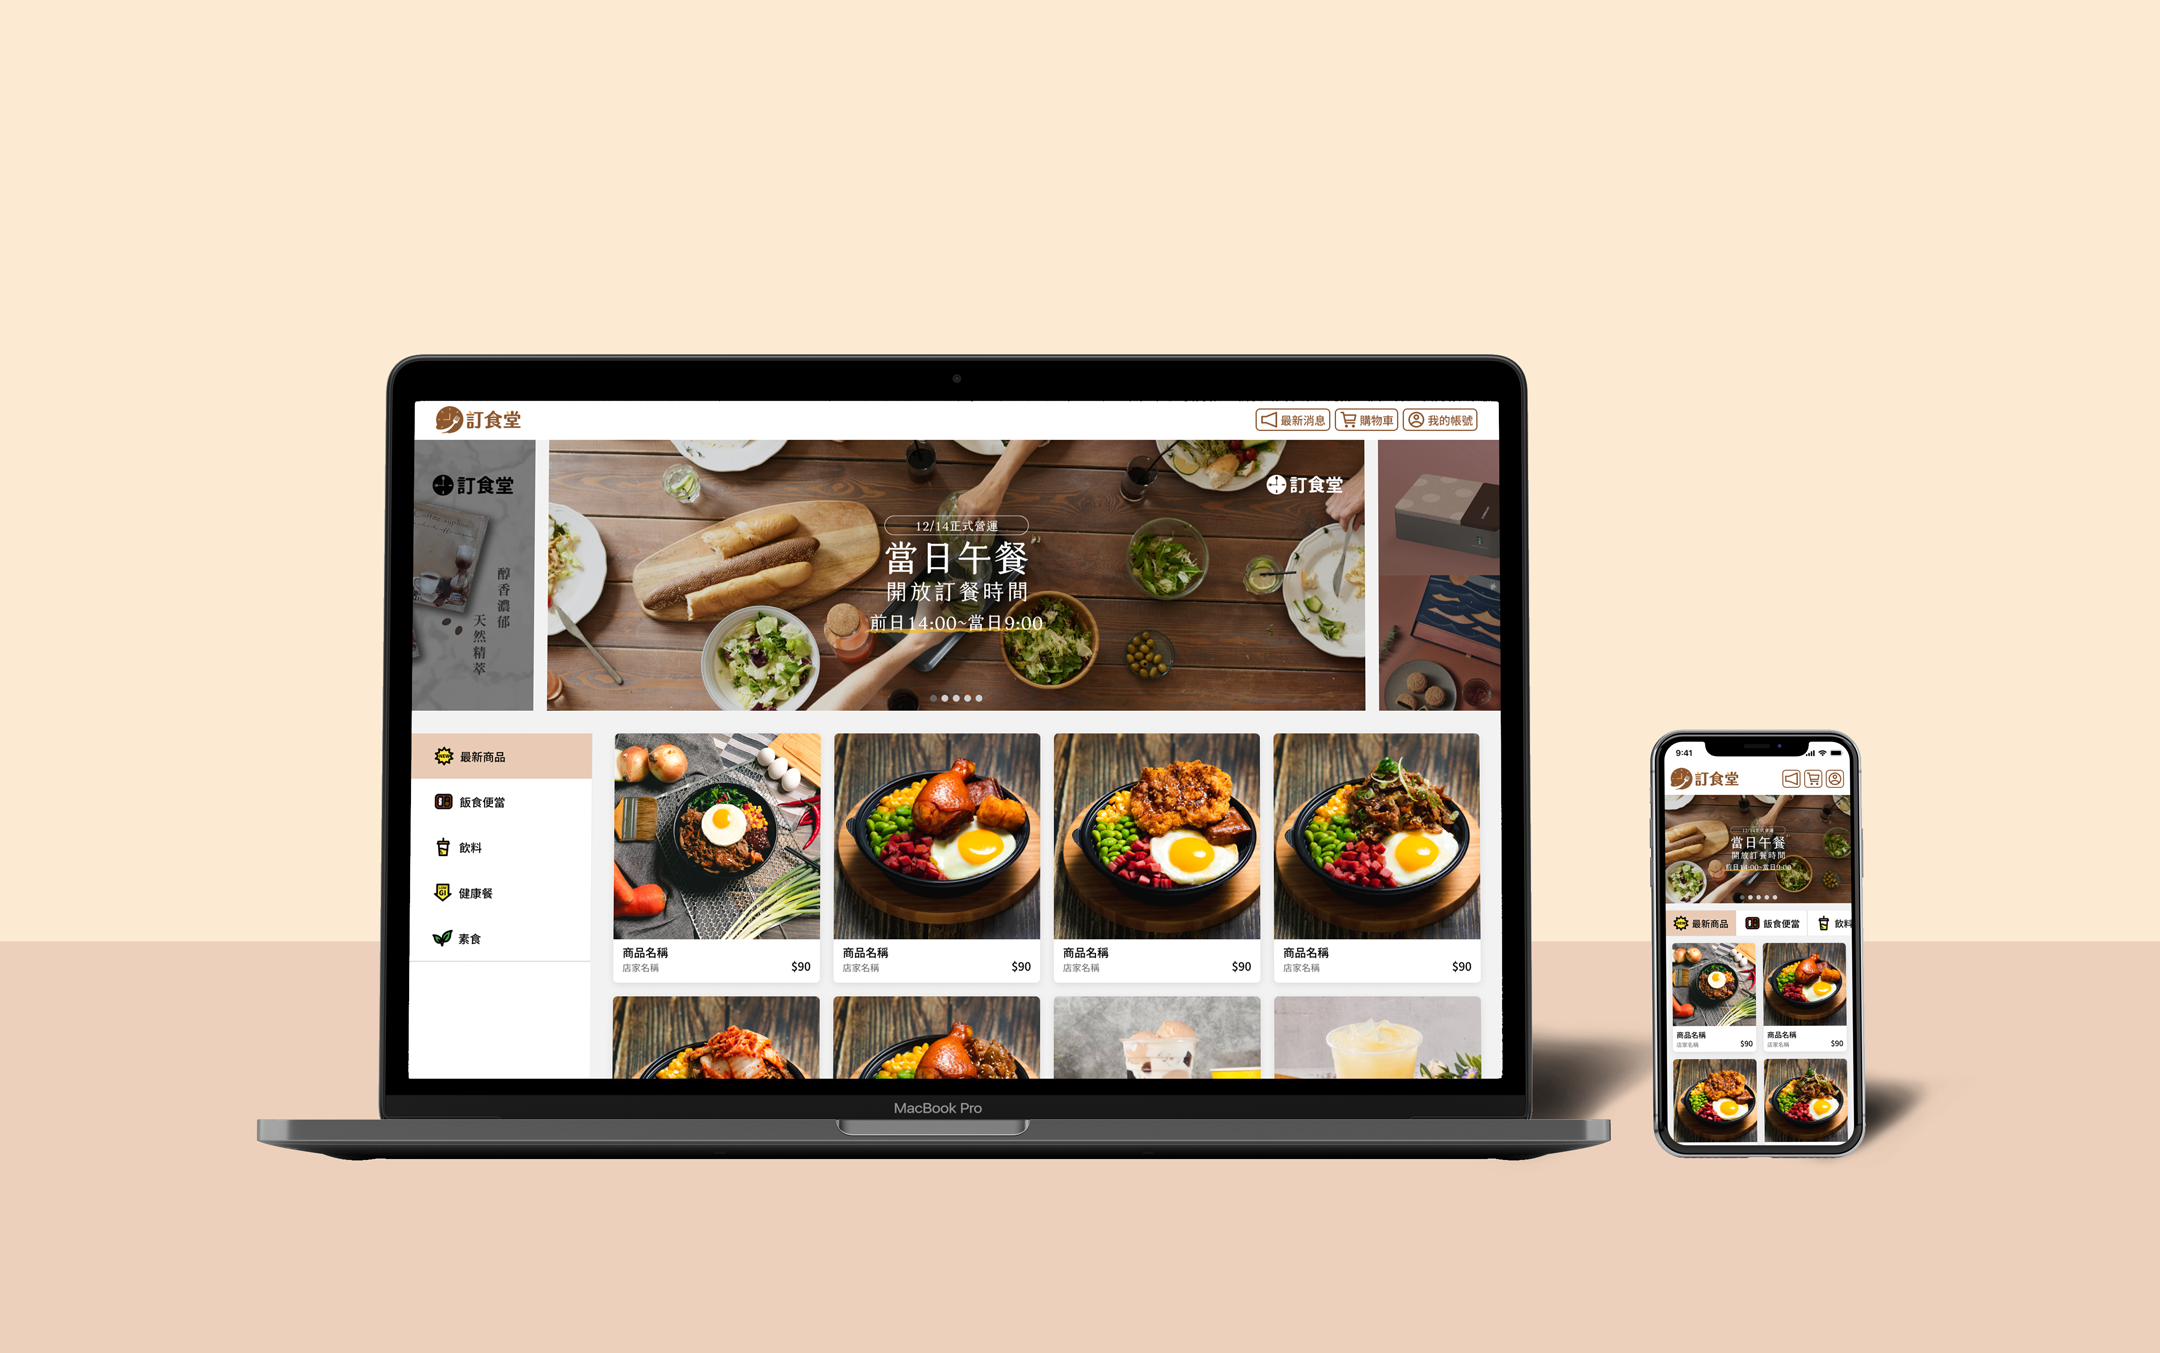 訂食堂
最新消息
購物車
我的帳號
訂食堂
醇香濃郁
天然精萃
訂食堂
12/14正式營運
當日午餐
開放訂餐時間
前日14:00~當日9:00
NEW 最新商品
飯食便當
飲料
GI 健康餐
素食
商品名稱
店家名稱 $90
商品名稱
店家名稱 $90
商品名稱
店家名稱 $90
商品名稱
店家名稱 $90
MacBook Pro
9:41
訂食堂
12/14正式營運
當日午餐
開放訂餐時間
前日14:00~當日9:00
最新商品
飯食便當
飲料
商品名稱
店家名稱 $90
商品名稱
店家名稱 $90